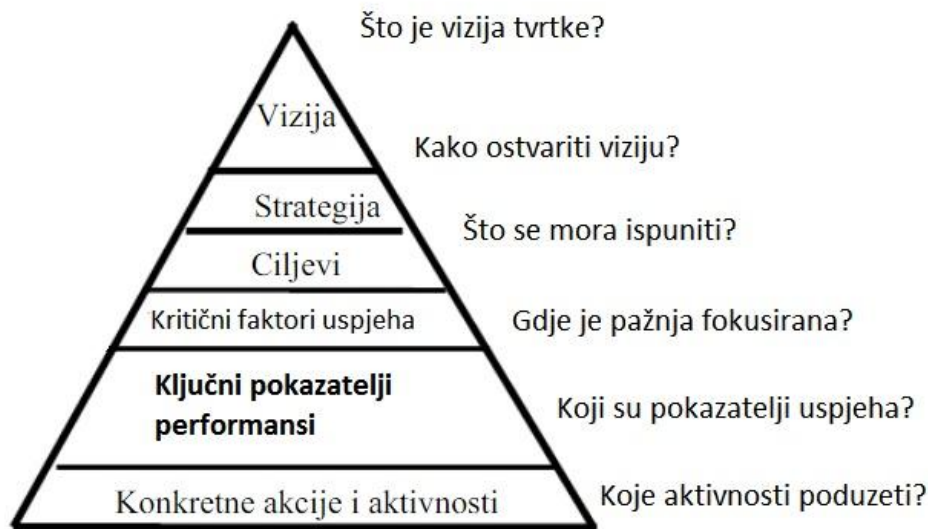 Što je vizija tvrtke?
Vizija
Kako ostvariti viziju?
Strategija
Što se mora ispuniti?
Ciljevi
Kritični faktori uspjeha
Gdje je pažnja fokusirana?
Ključni pokazatelji
performansi
Koji su pokazatelji uspjeha?
Konkretne akcije i aktivnosti
Koje aktivnosti poduzeti?